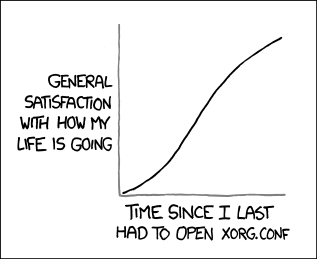 GENERAL
SATISFACTION
WITH HOW MY
LIFE IS GOING
TIME SINCE I LAST
HAD TO OPEN XORG.CONF